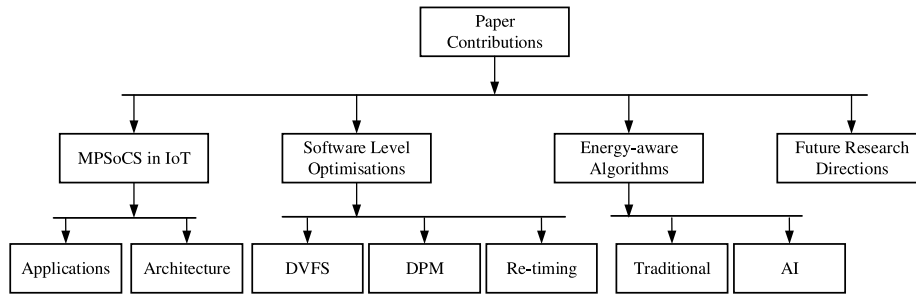 Paper
Contributions
MPSoCS in IoT
Software Level
Optimisations
Energy-aware
Algorithms
Future Research
Directions
Applications
Architecture
DVFS
DPM
Re-timing
Traditional
AI